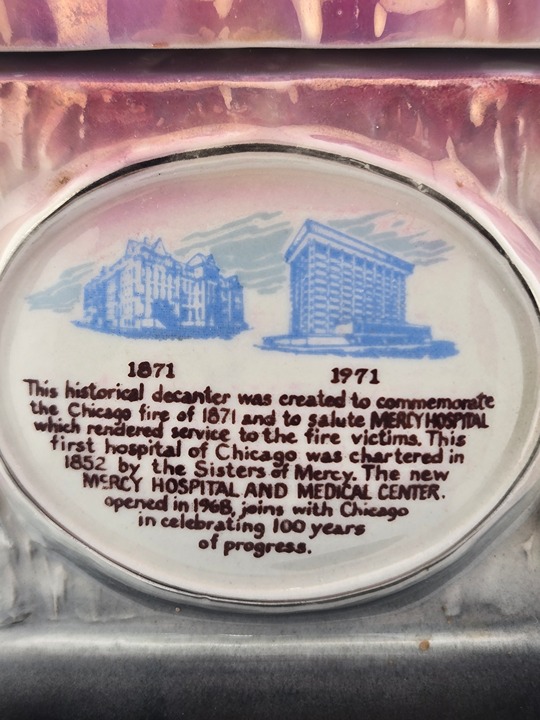 1871 1971
This historical decanter was created to commemorate
the Chicago fire of 1871 and to salute MERCY HOSPITAL
which rendered service to the fire victims. This
first hospital of Chicago was chartered in
1852 by the Sisters of Mercy. The new
MERCY HOSPITAL AND MEDICAL CENTER.
opened in 1968, joins with Chicago
in celebrating 100 years
of progress.